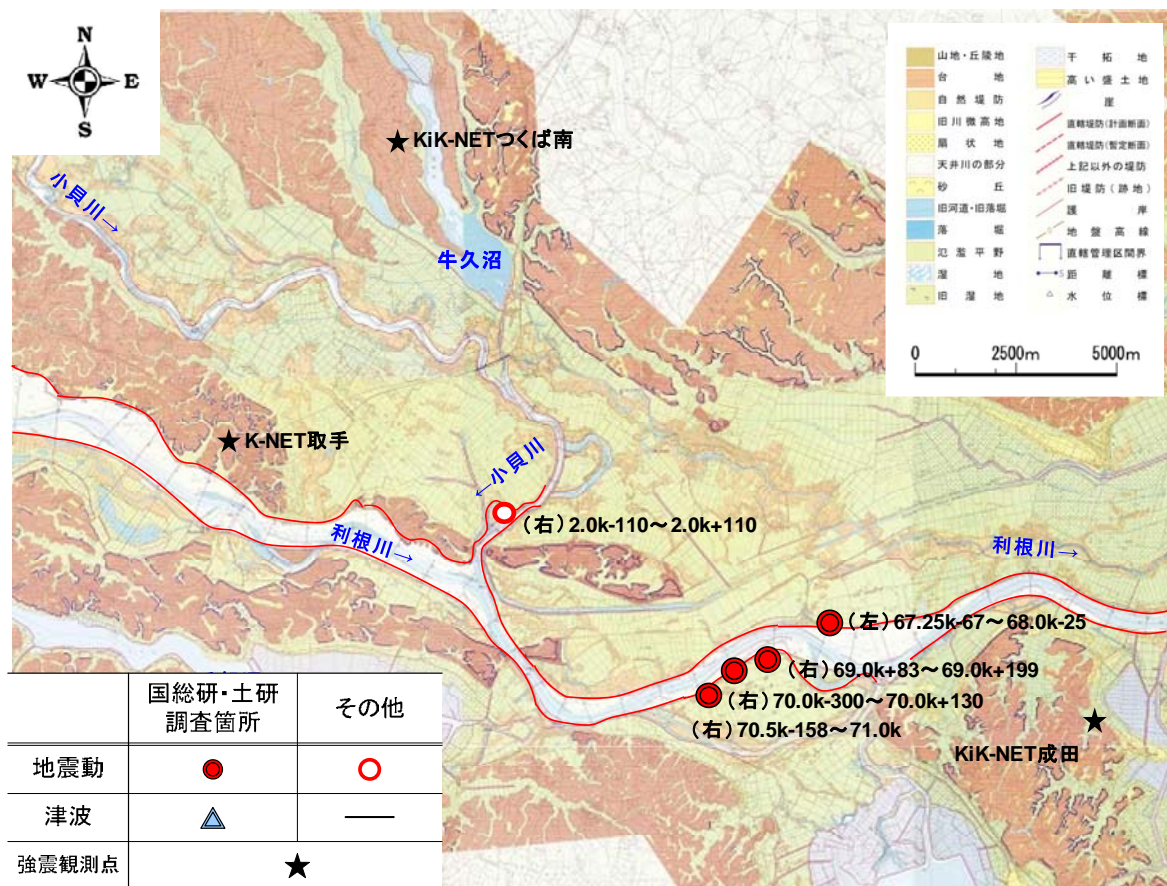 N
W E
S
山地・丘陵地
台地
自然堤防
旧川微高地
扇状地
天井川の部分
砂丘
旧河道・旧落堀
落堀
氾濫平野
湿地
旧湿地
干拓地
高い盛土地
崖
直轄堤防(計画断面)
直轄堤防(暫定断面)
上記以外の堤防
旧堤防(跡地)
護岸
地盤高線
直轄管理区間界
距離標
水位標
0 2500m 5000m
★KiK-NETつくば南
小貝川→
牛久沼
★K-NET取手
←小貝川
(右)2.0k-110～2.0k+110
利根川→
利根川→
(左)67.25k-67～68.0k-25
(右)69.0k+83～69.0k+199
(右)70.0k-300～70.0k+130
(右)70.5k-158～71.0k
★
KiK-NET成田
国総研・土研
調査箇所
その他
地震動
津波
強震観測点 ★